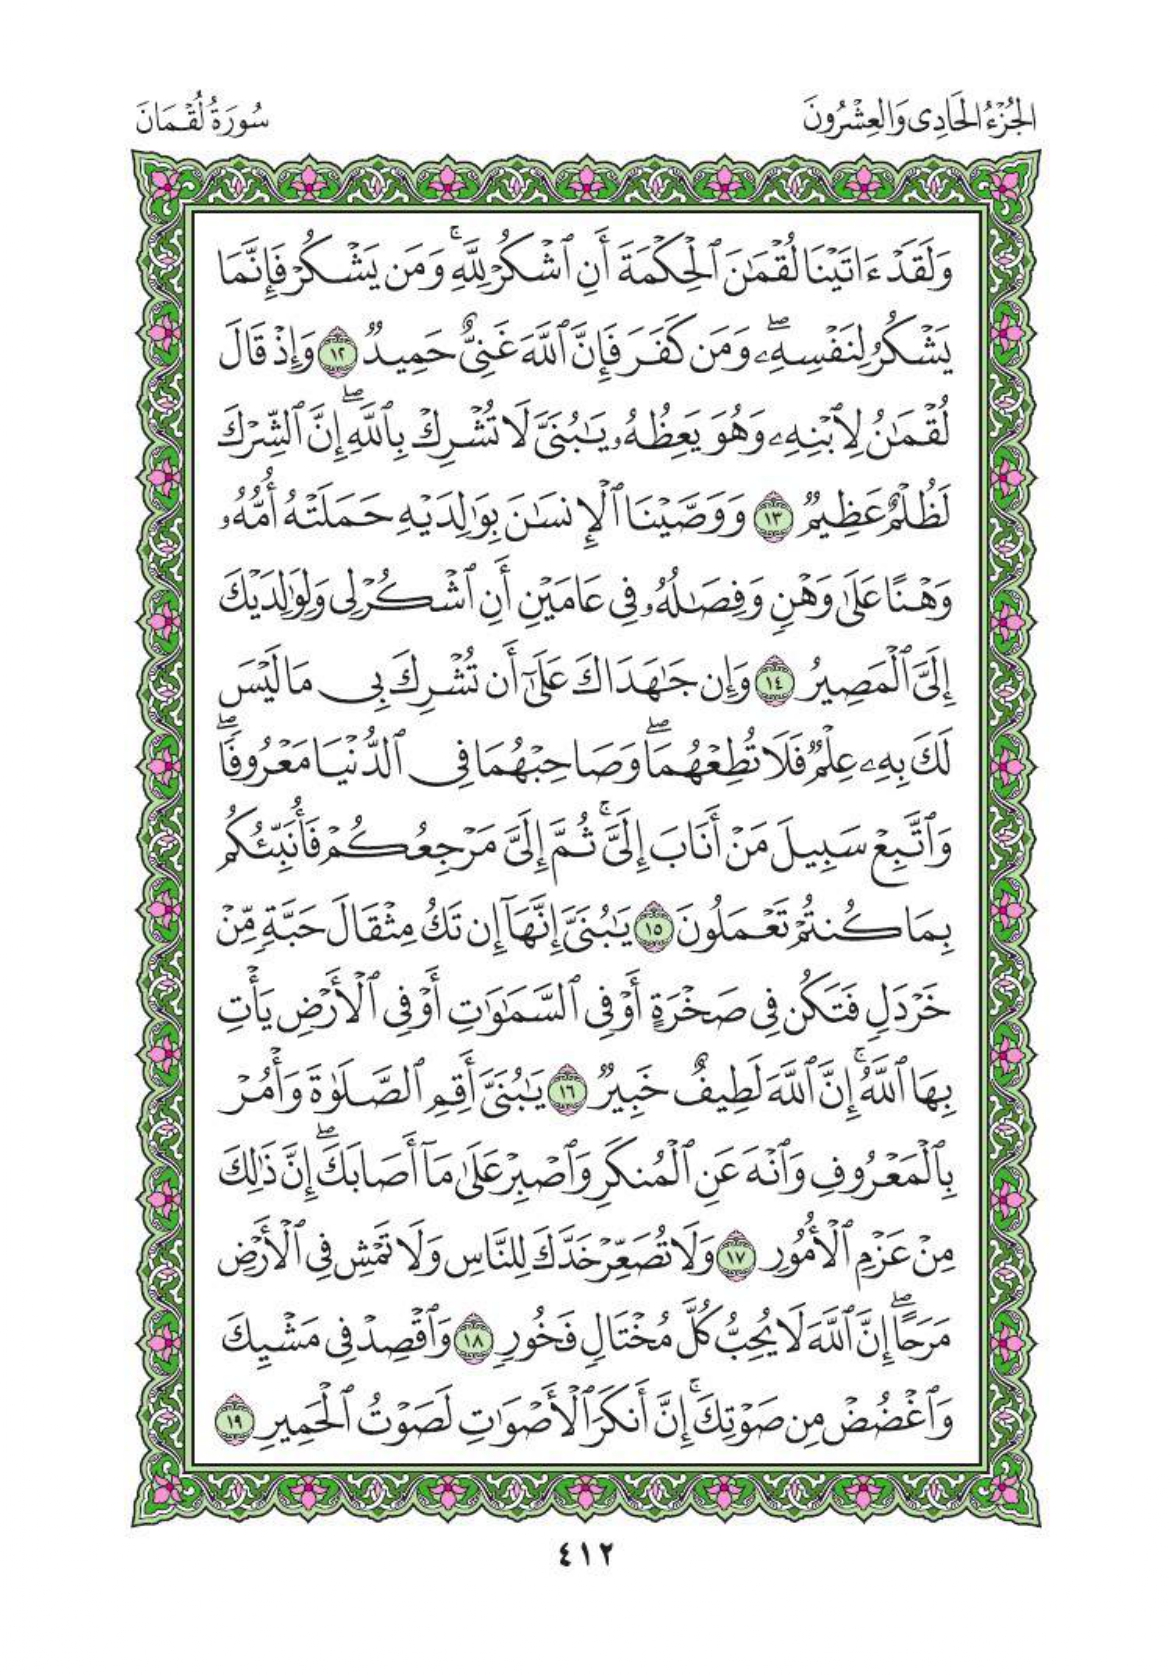 الجُزْءُ الحَادِى وَالعِشْرُونَ
سُورَةُ لُقْمَانَ
وَلَقَدْ ءَاتَيْنَا لُقْمَٰنَ ٱلْحِكْمَةَ أَنِ ٱشْكُرْ لِلَّهِ ۚ وَمَن يَشْكُرْ فَإِنَّمَا
يَشْكُرُ لِنَفْسِهِۦ ۖ وَمَن كَفَرَ فَإِنَّ ٱللَّهَ غَنِىٌّ حَمِيدٌ ١٢ وَإِذْ قَالَ
لُقْمَٰنُ لِٱبْنِهِۦ وَهُوَ يَعِظُهُۥ يَٰبُنَىَّ لَا تُشْرِكْ بِٱللَّهِ ۖ إِنَّ ٱلشِّرْكَ
لَظُلْمٌ عَظِيمٌ ١٣ وَوَصَّيْنَا ٱلْإِنسَٰنَ بِوَٰلِدَيْهِ حَمَلَتْهُ أُمُّهُۥ
وَهْنًا عَلَىٰ وَهْنٍ وَفِصَٰلُهُۥ فِى عَامَيْنِ أَنِ ٱشْكُرْ لِى وَلِوَٰلِدَيْكَ
إِلَىَّ ٱلْمَصِيرُ ١٤ وَإِن جَٰهَدَاكَ عَلَىٰٓ أَن تُشْرِكَ بِى مَا لَيْسَ
لَكَ بِهِۦ عِلْمٌ فَلَا تُطِعْهُمَا ۖ وَصَاحِبْهُمَا فِى ٱلدُّنْيَا مَعْرُوفًا ۖ
وَٱتَّبِعْ سَبِيلَ مَنْ أَنَابَ إِلَىَّ ۚ ثُمَّ إِلَىَّ مَرْجِعُكُمْ فَأُنَبِّئُكُم
بِمَا كُنتُمْ تَعْمَلُونَ ١٥ يَٰبُنَىَّ إِنَّهَآ إِن تَكُ مِثْقَالَ حَبَّةٍ مِّنْ
خَرْدَلٍ فَتَكُن فِى صَخْرَةٍ أَوْ فِى ٱلسَّمَٰوَٰتِ أَوْ فِى ٱلْأَرْضِ يَأْتِ
بِهَا ٱللَّهُ ۚ إِنَّ ٱللَّهَ لَطِيفٌ خَبِيرٌ ١٦ يَٰبُنَىَّ أَقِمِ ٱلصَّلَوٰةَ وَأْمُرْ
بِٱلْمَعْرُوفِ وَٱنْهَ عَنِ ٱلْمُنكَرِ وَٱصْبِرْ عَلَىٰ مَآ أَصَابَكَ ۖ إِنَّ ذَٰلِكَ
مِنْ عَزْمِ ٱلْأُمُورِ ١٧ وَلَا تُصَعِّرْ خَدَّكَ لِلنَّاسِ وَلَا تَمْشِ فِى ٱلْأَرْضِ
مَرَحًا ۖ إِنَّ ٱللَّهَ لَا يُحِبُّ كُلَّ مُخْتَالٍ فَخُورٍ ١٨ وَٱقْصِدْ فِى مَشْيِكَ
وَٱغْضُضْ مِن صَوْتِكَ ۚ إِنَّ أَنكَرَ ٱلْأَصْوَٰتِ لَصَوْتُ ٱلْحَمِيرِ ١٩
٤١٢